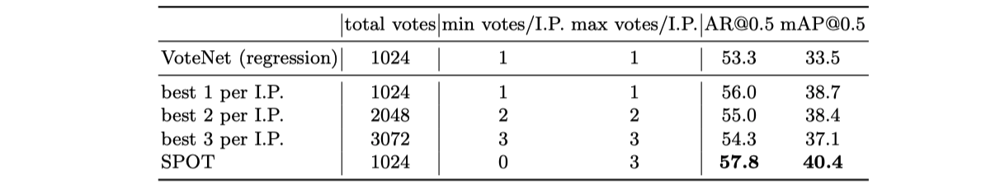 total votes min votes/I.P. max votes/I.P. AR@0.5 mAP@0.5
VoteNet (regression) 1024 1 1 53.3 33.5
best 1 per I.P. 1024 1 1 56.0 38.7
best 2 per I.P. 2048 2 2 55.0 38.4
best 3 per I.P. 3072 3 3 54.3 37.1
SPOT 1024 0 3 57.8 40.4